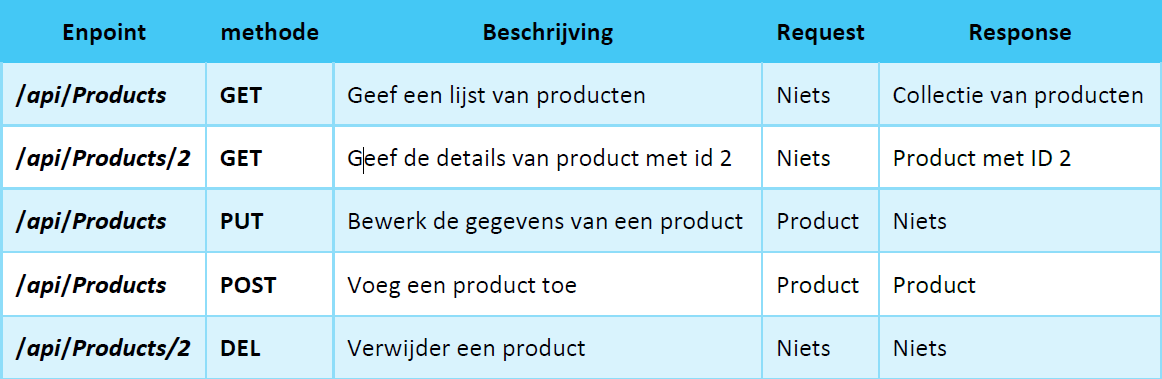 Enpoint methode Beschrijving Request Response
/api/Products GET Geef een lijst van producten Niets Collectie van producten
/api/Products/2 GET Geef de details van product met id 2 Niets Product met ID 2
/api/Products PUT Bewerk de gegevens van een product Product Niets
/api/Products POST Voeg een product toe Product Product
/api/Products/2 DEL Verwijder een product Niets Niets